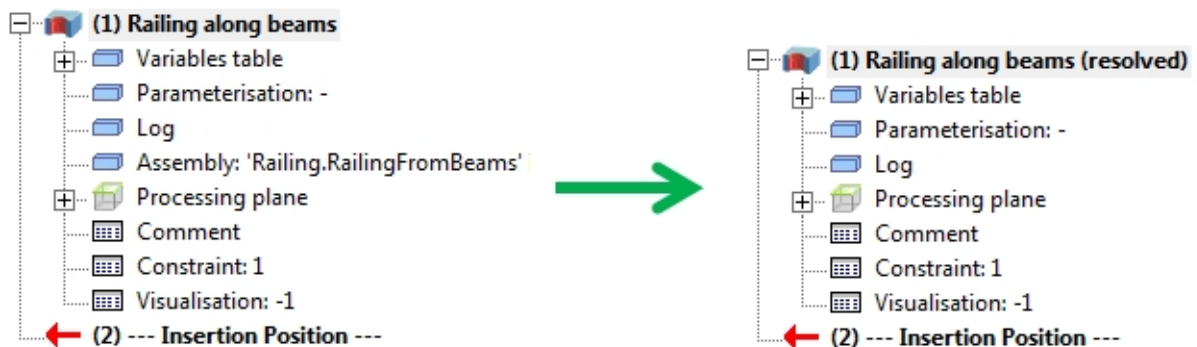 (1) Railing along beams
Variables table
Parameterisation: -
Log
Assembly: 'Railing.RailingFromBeams'
Processing plane
Comment
Constraint: 1
Visualisation: -1
(2) --- Insertion Position ---
(1) Railing along beams (resolved)
Variables table
Parameterisation: -
Log
Processing plane
Comment
Constraint: 1
Visualisation: -1
(2) --- Insertion Position ---